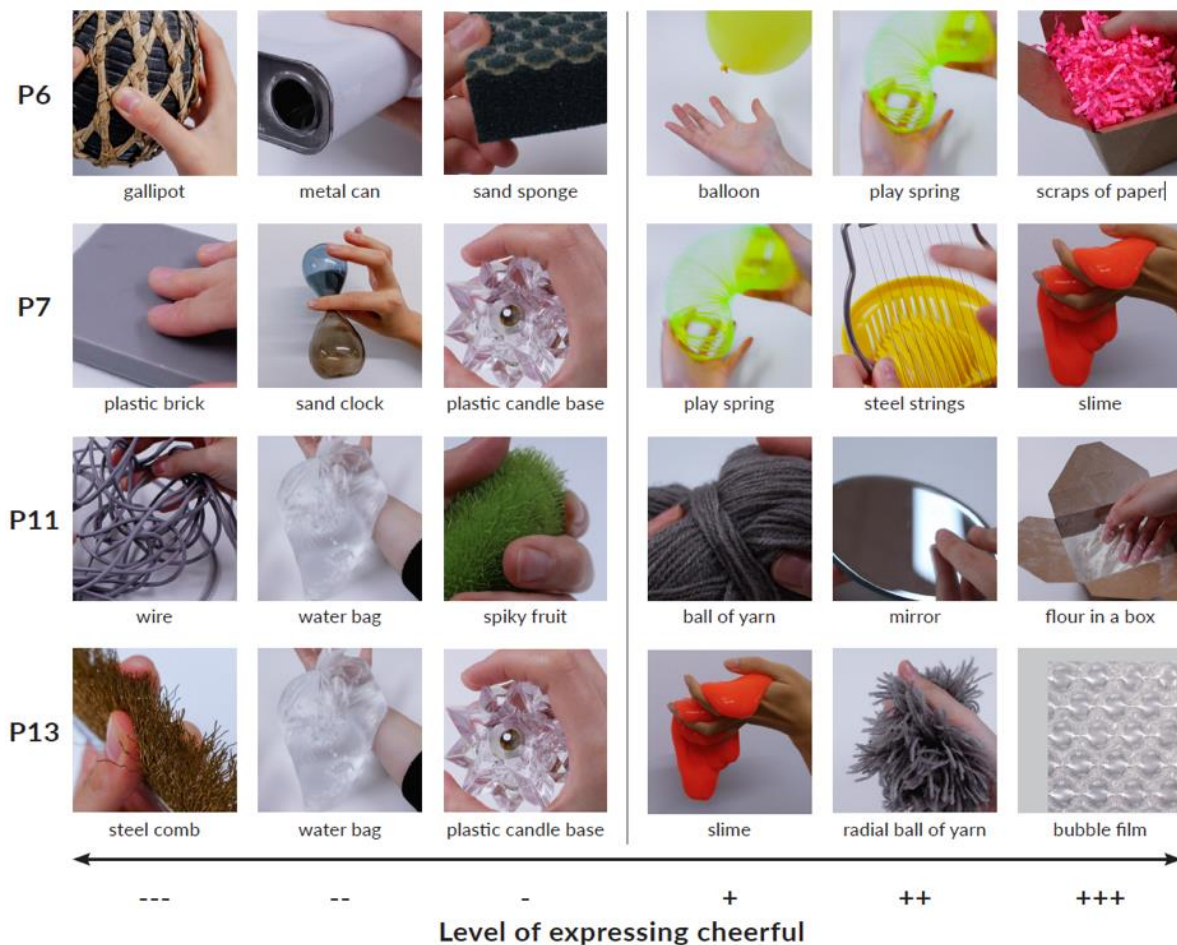 P6
gallipot metal can sand sponge balloon play spring scraps of paper
P7
plastic brick sand clock plastic candle base play spring steel strings slime
P11
wire water bag spiky fruit ball of yarn mirror flour in a box
P13
steel comb water bag plastic candle base slime radial ball of yarn bubble film
--- -- - + ++ +++
Level of expressing cheerful